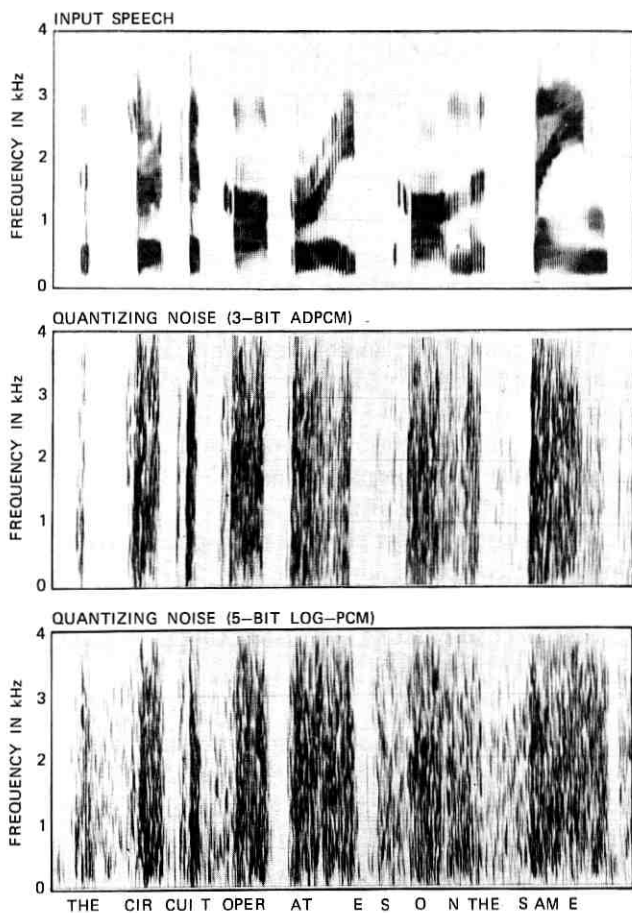 INPUT SPEECH
4
3
2
1
0
FREQUENCY IN kHz
QUANTIZING NOISE (3-BIT ADPCM)
4
3
2
1
0
FREQUENCY IN kHz
QUANTIZING NOISE (5-BIT LOG-PCM)
4
3
2
1
0
FREQUENCY IN kHz
THE CIR CUI T OPER AT E S O N THE S AM E